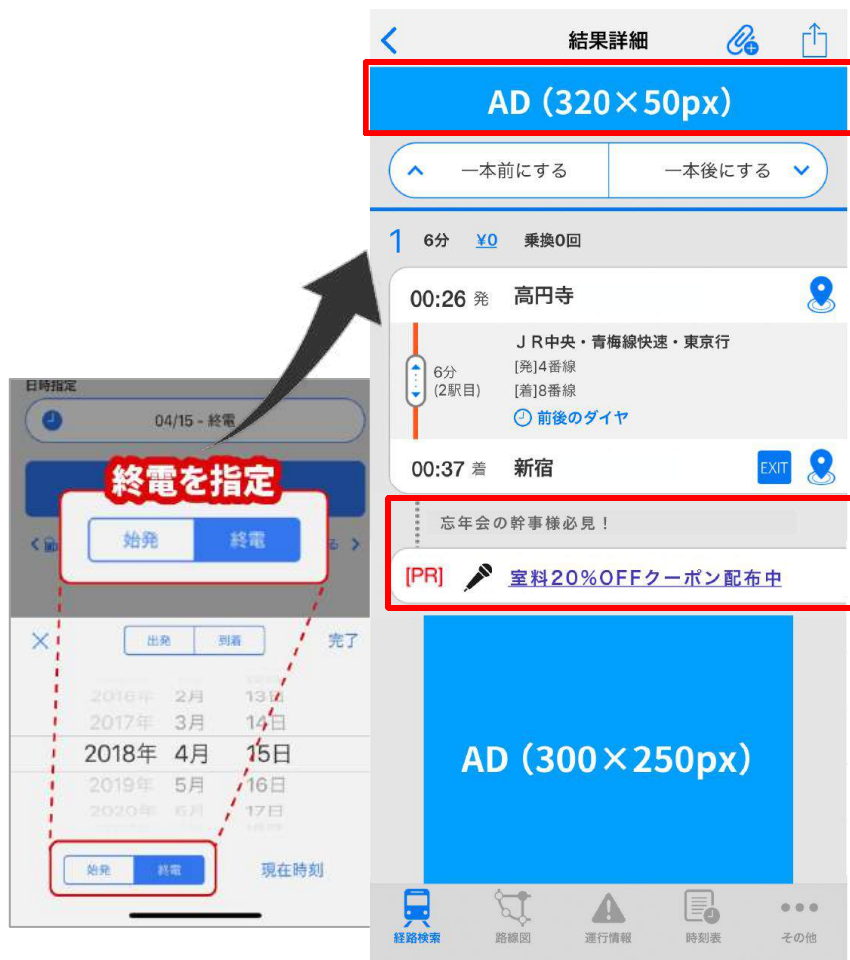 日時指定
04/15 - 終電
終電を指定
始発 終電
出発 到着 完了
2016年 2月 13日
2017年 3月 14日
2018年 4月 15日
2019年 5月 16日
2020年 6月 17日
始発 終電 現在時刻
結果詳細
AD（320×50px）
一本前にする 一本後にする
1 6分 ¥0 乗換0回
00:26 発 高円寺
ＪＲ中央・青梅線快速・東京行
6分 [発]4番線
(2駅目) [着]8番線
前後のダイヤ
00:37 着 新宿 EXIT
忘年会の幹事様必見！
[PR] 室料20%OFFクーポン配布中
AD（300×250px）
経路検索 路線図 運行情報 時刻表 その他